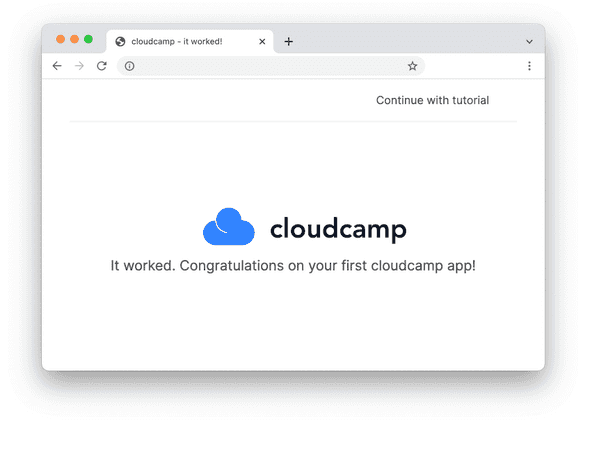 cloudcamp - it worked!
Continue with tutorial
cloudcamp
It worked. Congratulations on your first cloudcamp app!